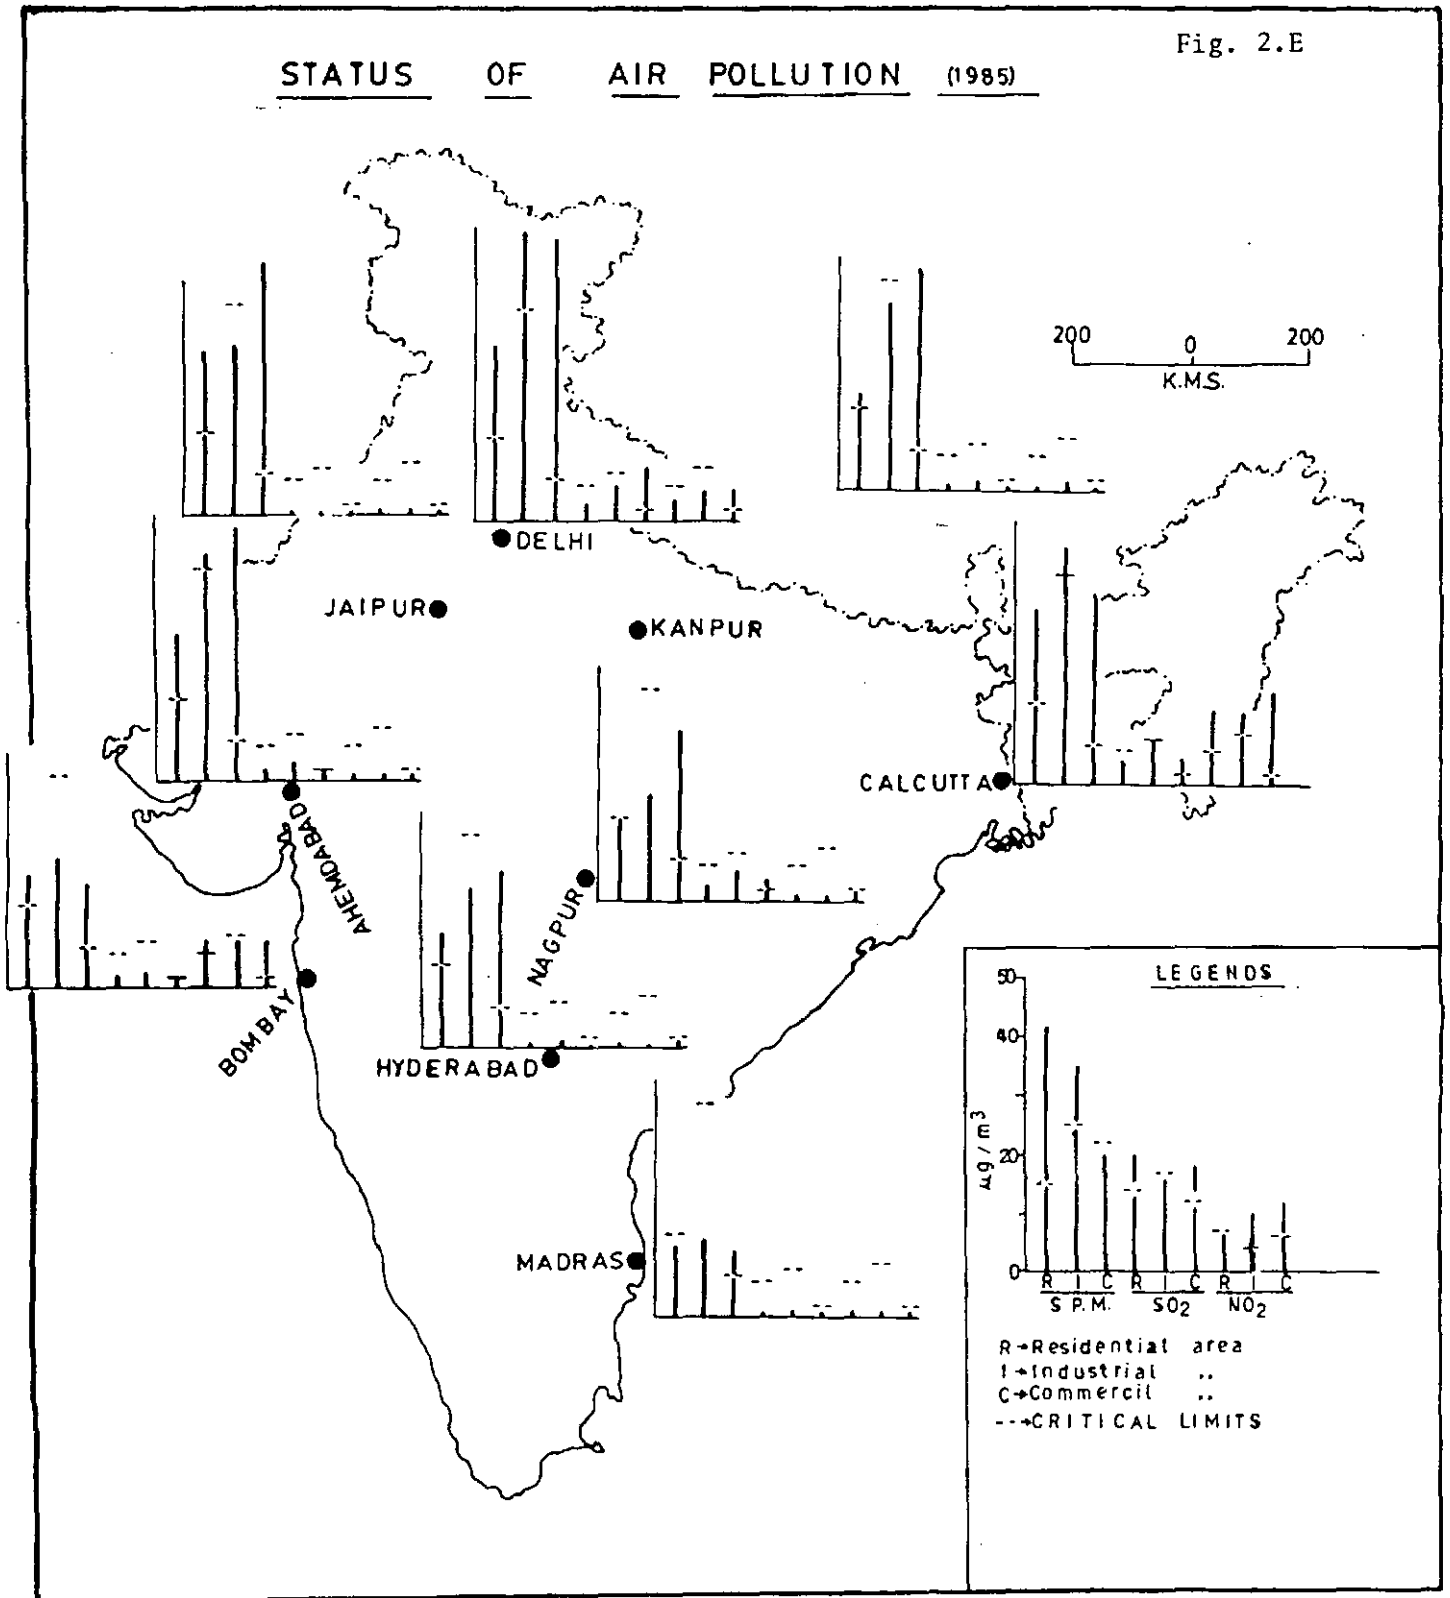 Fig. 2.E
STATUS OF AIR POLLUTION (1985)
200 0 200
K.M.S.
DELHI
JAIPUR
KANPUR
CALCUTTA
AHEMDABAD
NAGPUR
BOMBAY
HYDERABAD
MADRAS
LEGENDS
50
40
20
0
µg/m³
R I C R I C R I C
S P.M. SO2 NO2
R→Residential area
I→Industrial ..
C→Commercil ..
---→CRITICAL LIMITS